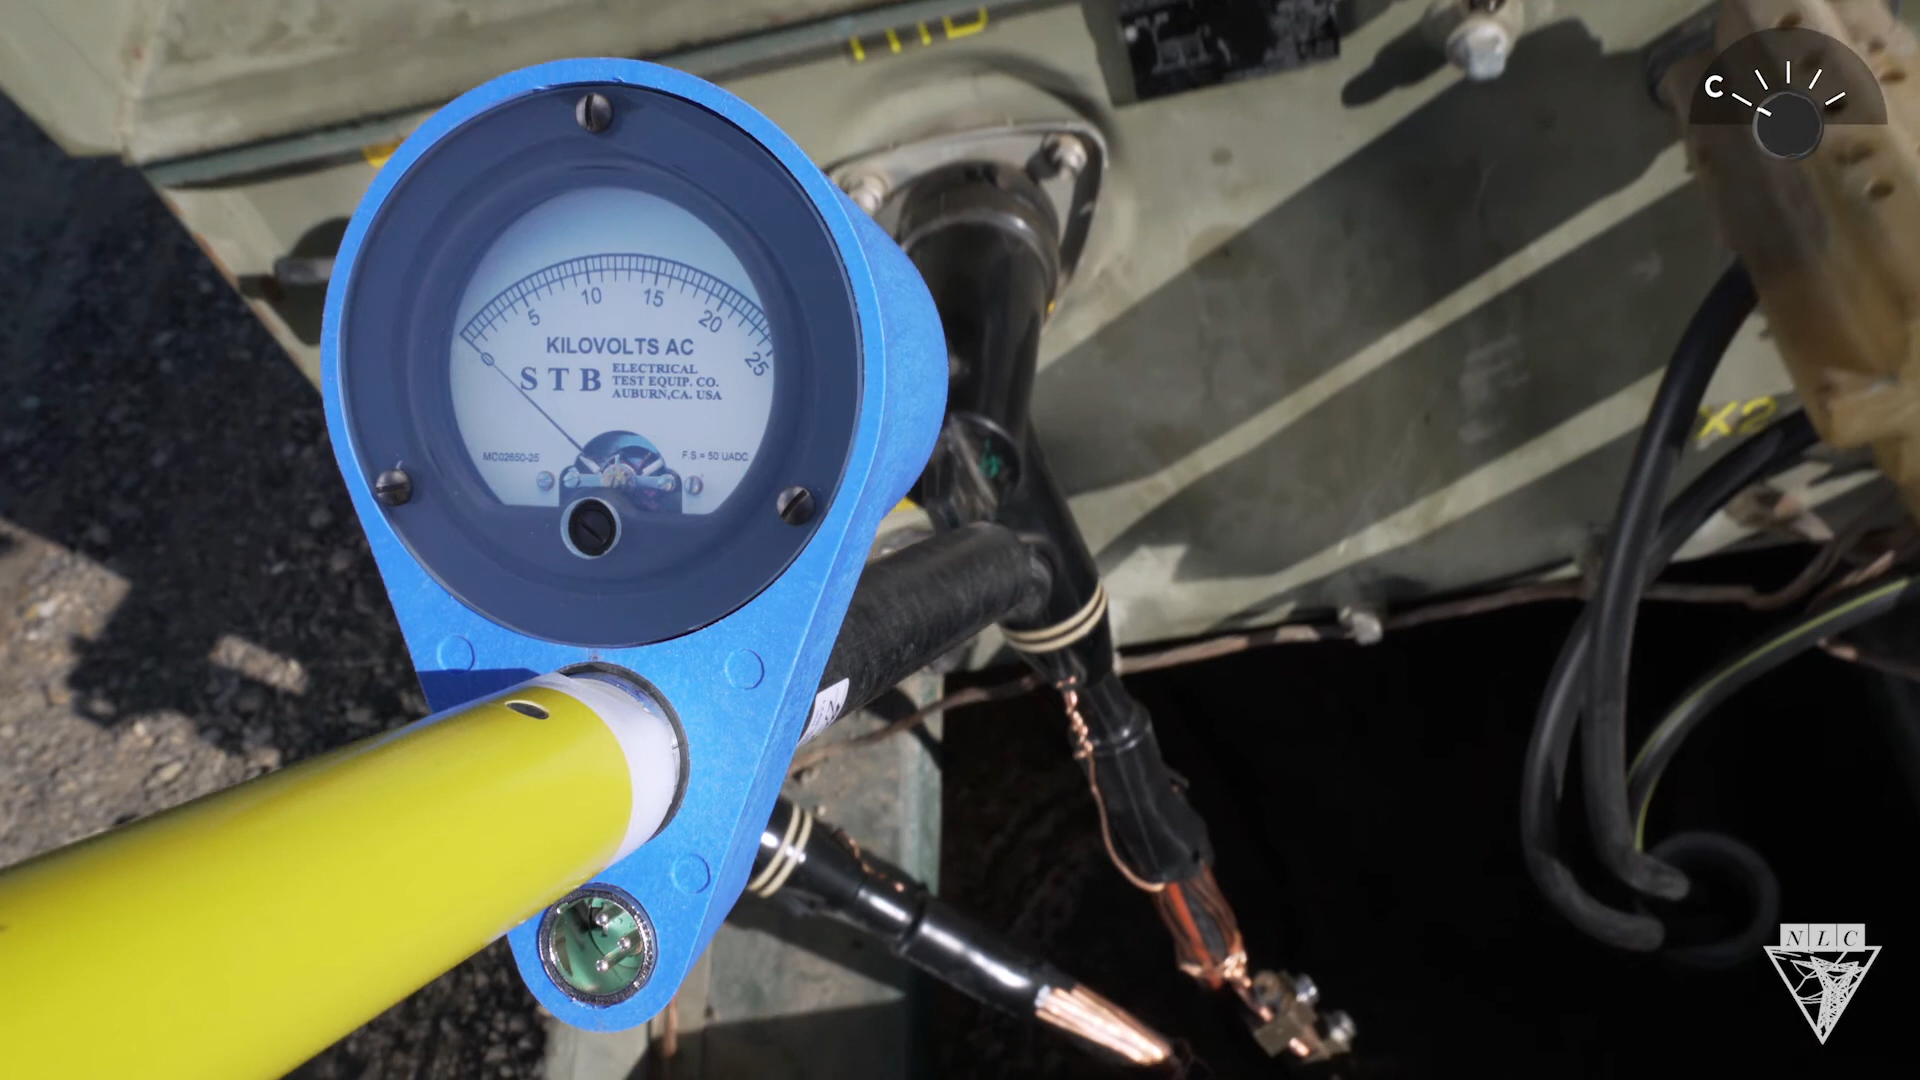 C
5
10
15
20
25
0
KILOVOLTS AC
STB
ELECTRICAL
TEST EQUIP. CO.
AUBURN,CA. USA
MC02650-25
F.S.= 50 UADC
X2
NLC